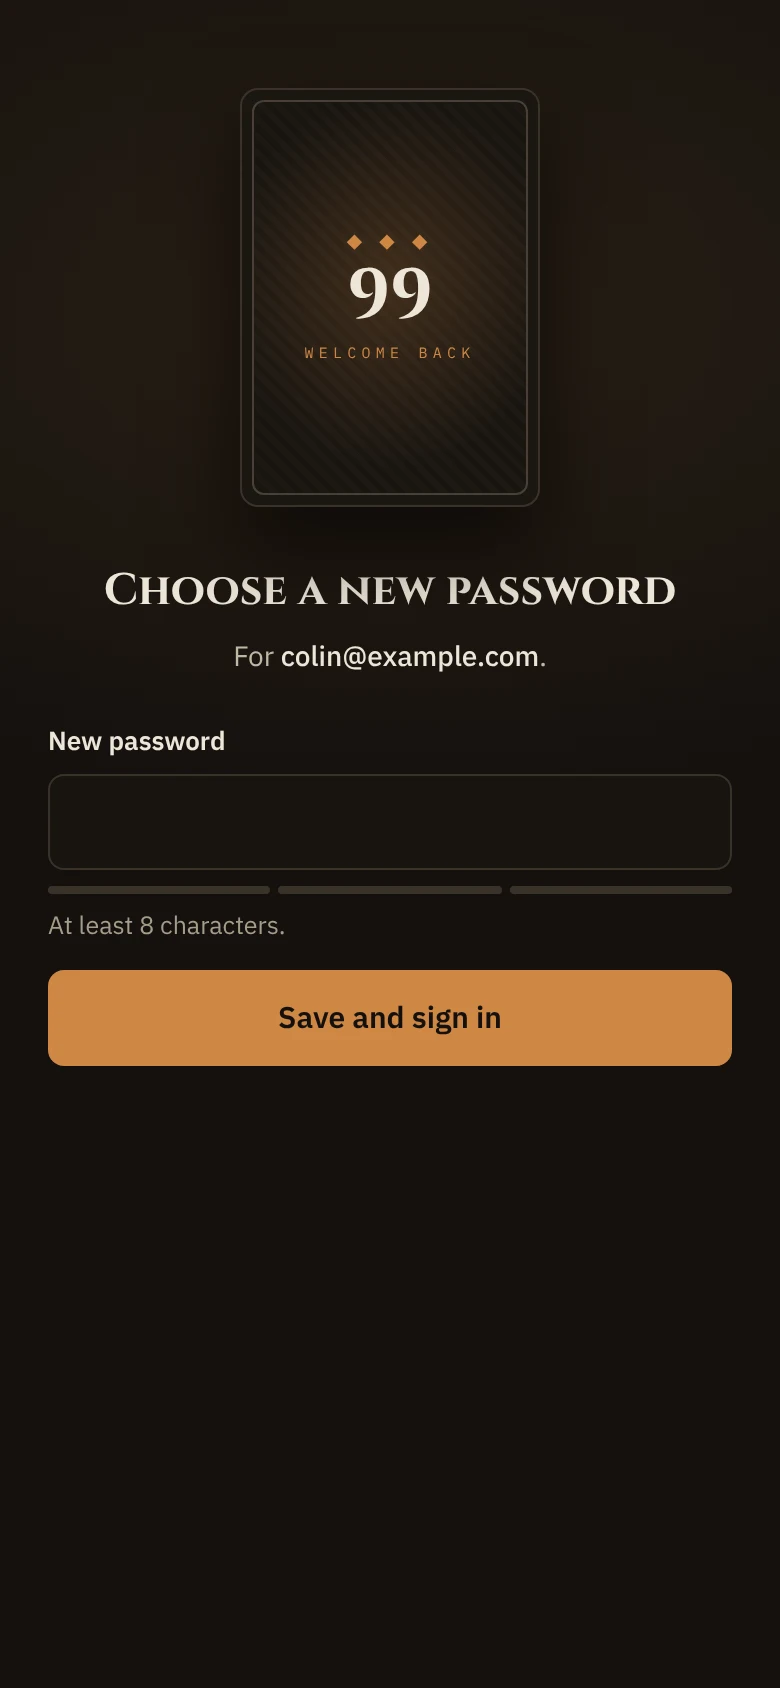 99
WELCOME BACK
Choose a new password
For colin@example.com.
New password
At least 8 characters.
Save and sign in